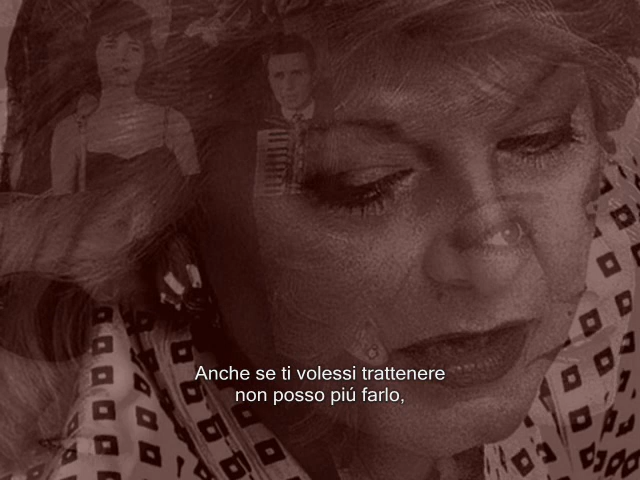 Anche se ti volessi trattenere
non posso piú farlo,